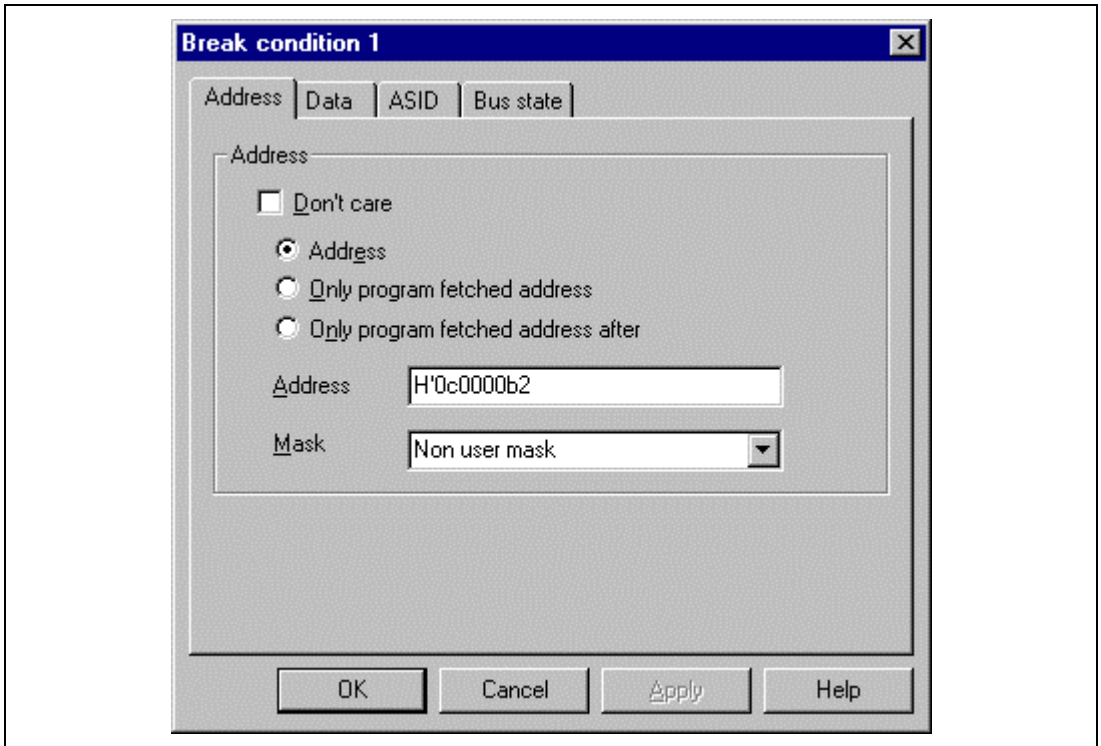 Break condition 1
Address Data ASID Bus state
Address
Don't care
Address
Only program fetched address
Only program fetched address after
Address H'0c0000b2
Mask Non user mask
OK Cancel Apply Help